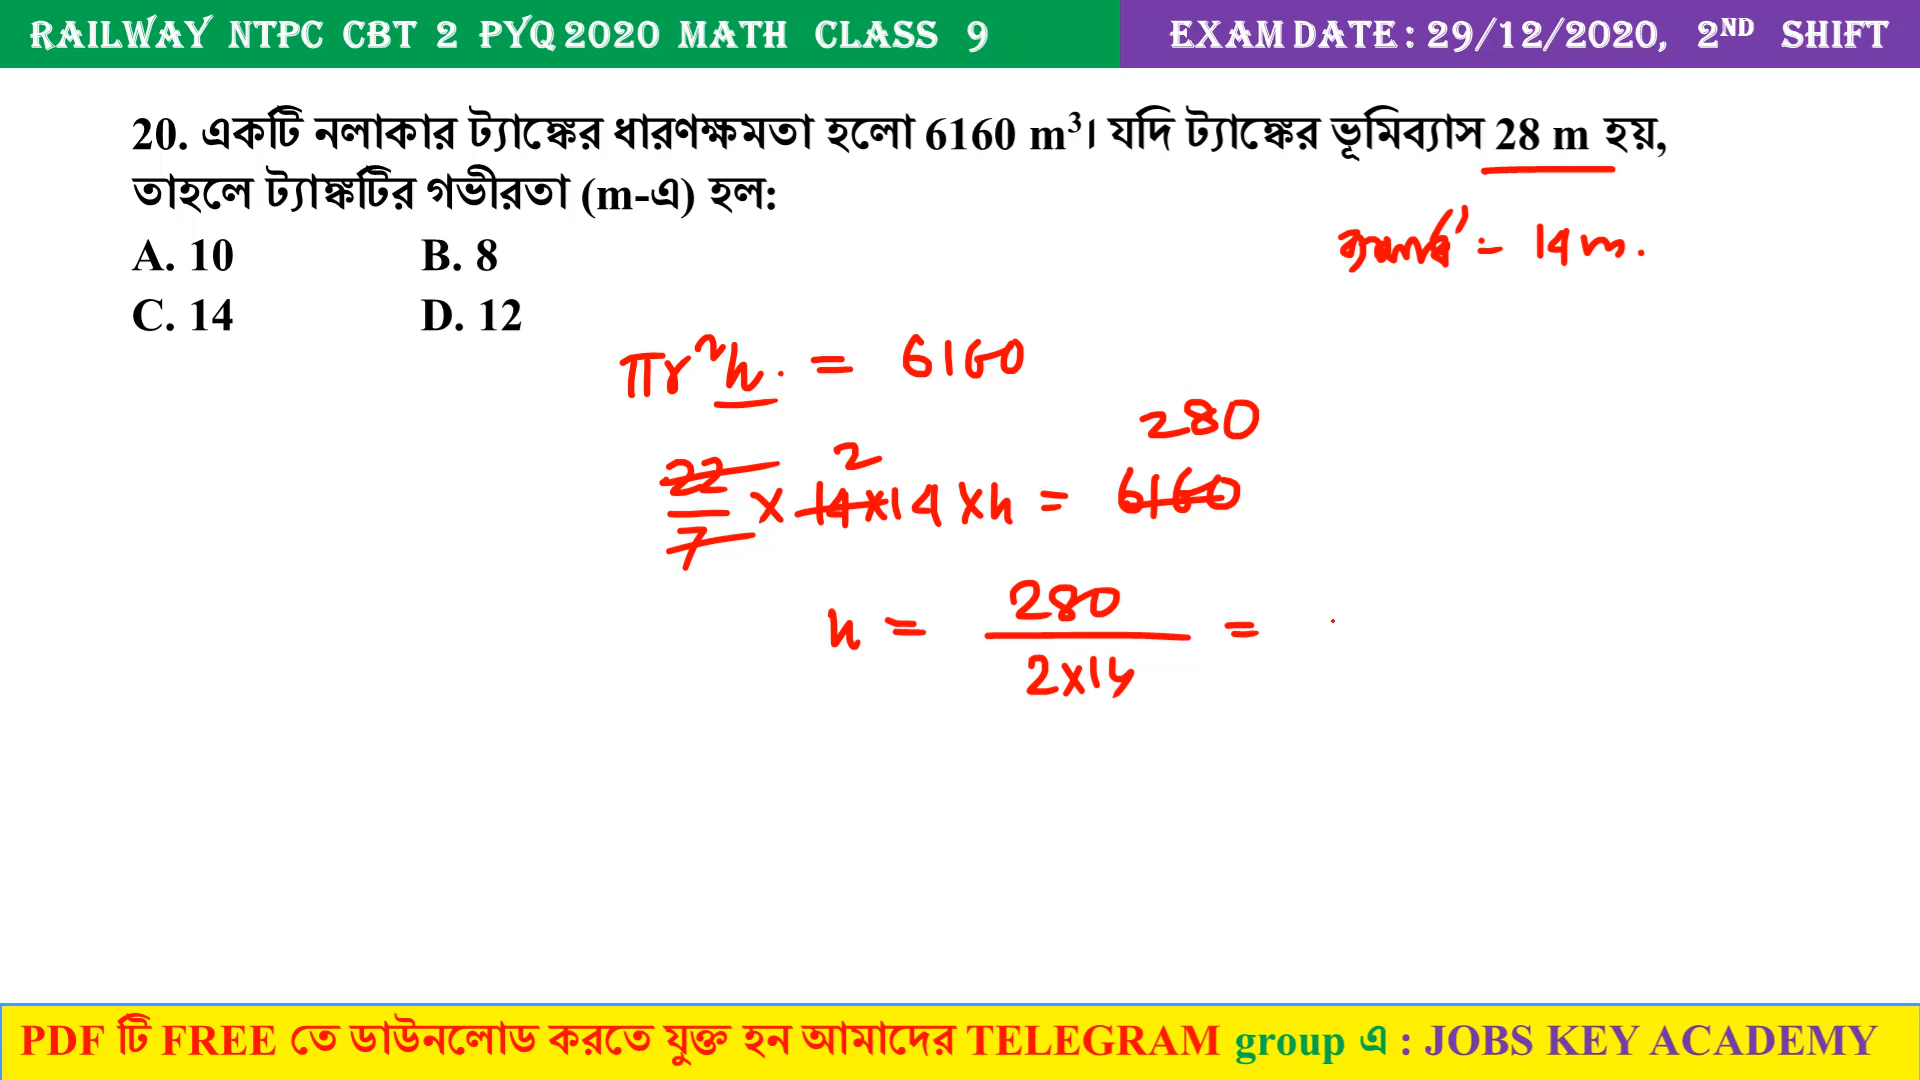 RAILWAY NTPC CBT 2 PYQ 2020 MATH CLASS 9
EXAM DATE : 29/12/2020, 2ND SHIFT
20. একটি নলাকার ট্যাঙ্কের ধারণক্ষমতা হলো 6160 m³। যদি ট্যাঙ্কের ভূমিব্যাস 28 m হয়,
তাহলে ট্যাঙ্কটির গভীরতা (m-এ) হল:
= 14 m.
A. 10 B. 8
C. 14 D. 12
πr²h. = 6160
2 280
22/7 × 14 × 14 × h = 6160
h = 280/2×14 =
PDF টি FREE তে ডাউনলোড করতে যুক্ত হন আমাদের TELEGRAM group এ : JOBS KEY ACADEMY